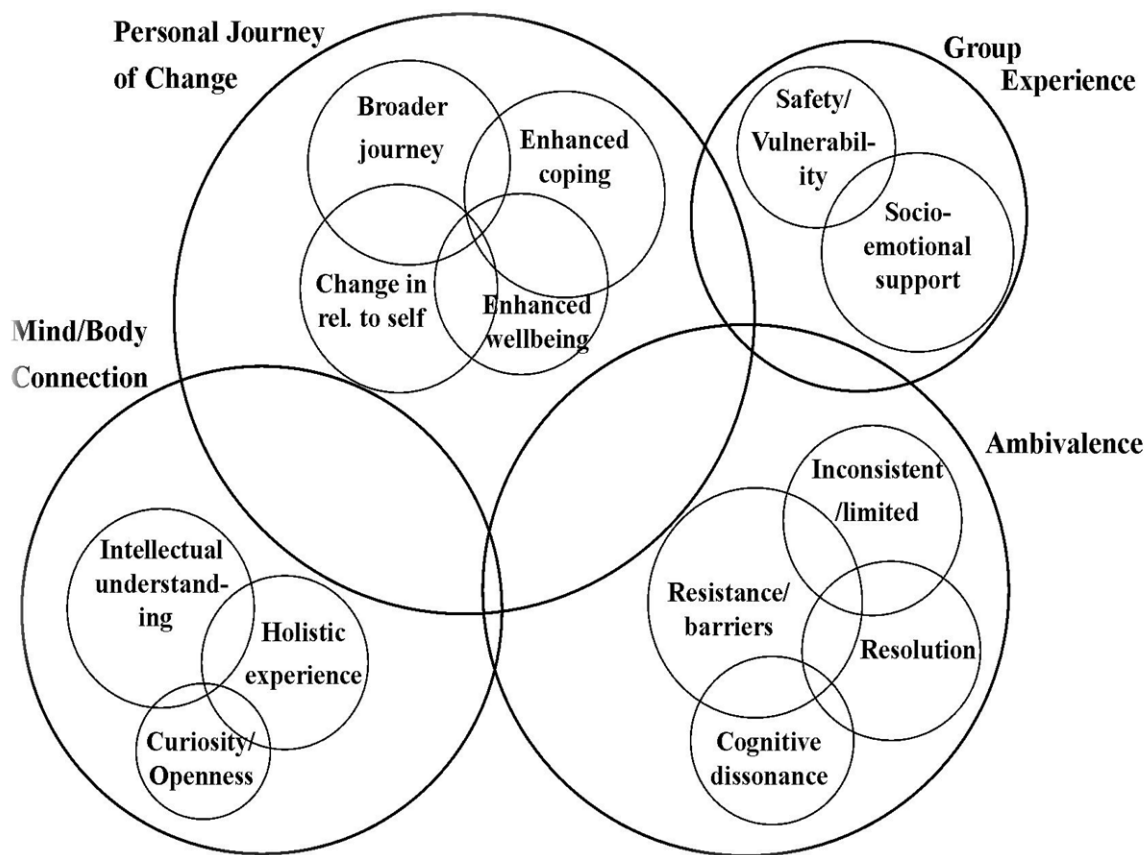 Personal Journey
of Change
Broader
journey
Enhanced
coping
Change in
rel. to self
Enhanced
wellbeing
Group
Experience
Safety/
Vulnerabil-
ity
Socio-
emotional
support
Mind/Body
Connection
Intellectual
understand-
ing
Holistic
experience
Curiosity/
Openness
Ambivalence
Inconsistent
/limited
Resistance/
barriers
Resolution
Cognitive
dissonance